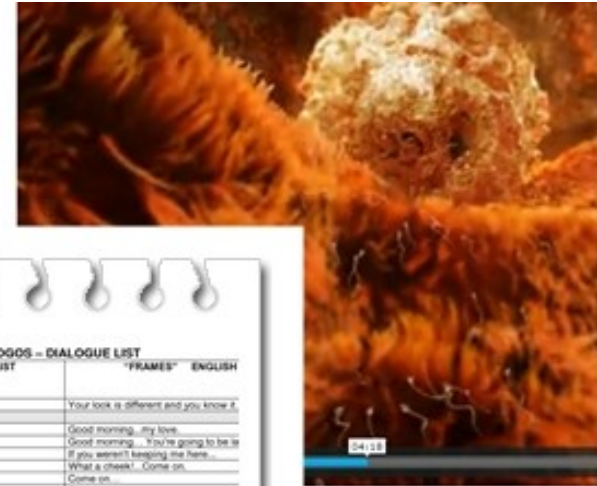 OGOS – DIALOGUE LIST
IST "FRAMES" ENGLISH
Your look is different and you know it.
Good morning...my love.
Good morning... You're going to be la
If you weren't keeping me here...
What a cheek!...Come on.
Come on...
04:18